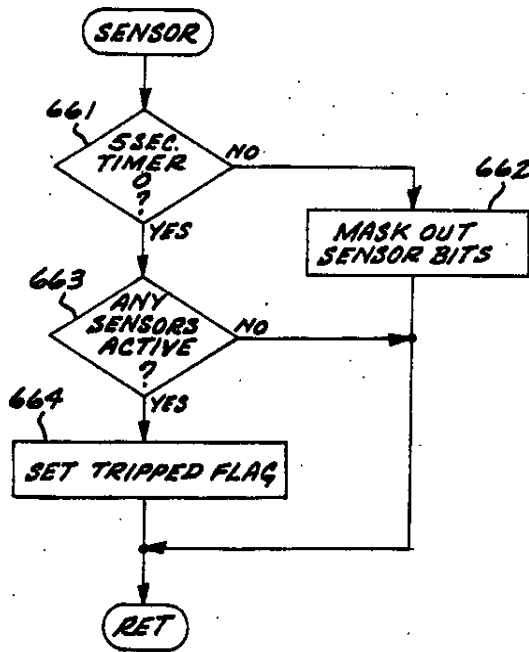 SENSOR
661
5SEC.
TIMER
0
?
NO
YES
662
MASK OUT
SENSOR BITS
663
ANY
SENSORS
ACTIVE
?
NO
YES
664
SET TRIPPED FLAG
RET